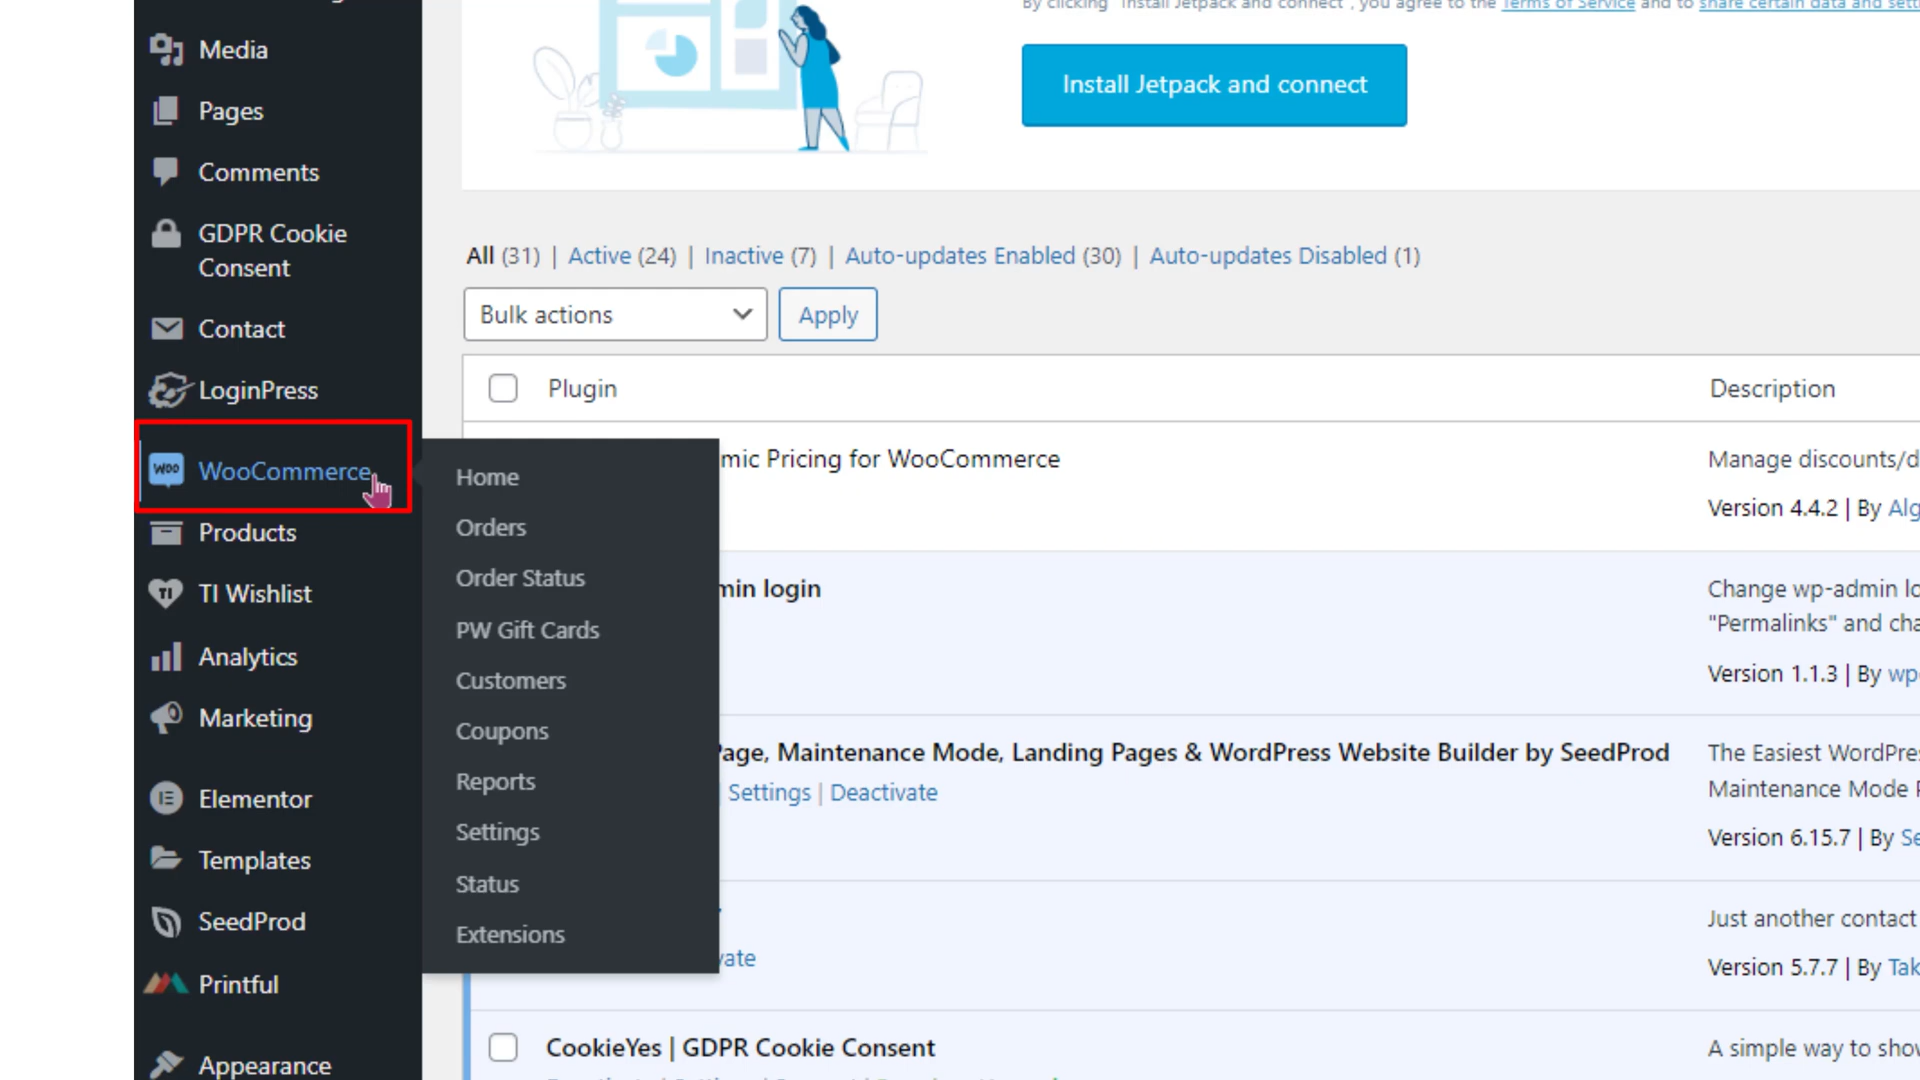 By clicking "Install Jetpack and connect", you agree to the Terms of Service and to share certain data and
Install Jetpack and connect
Media
Pages
Comments
GDPR Cookie
Consent
Contact
LoginPress
WOO WooCommerce
Products
TI TI Wishlist
Analytics
Marketing
Elementor
Templates
SeedProd
Printful
Appearance
Home
Orders
Order Status
PW Gift Cards
Customers
Coupons
Reports
Settings
Status
Extensions
All (31) | Active (24) | Inactive (7) | Auto-updates Enabled (30) | Auto-updates Disabled (1)
Bulk actions
Apply
Plugin
Description
mic Pricing for WooCommerce
Manage discounts/d
Version 4.4.2 | By Alg
min login
Change wp-admin lo
"Permalinks" and cha
Version 1.1.3 | By wp
Page, Maintenance Mode, Landing Pages & WordPress Website Builder by SeedProd
| Settings | Deactivate
The Easiest WordPre
Maintenance Mode
Version 6.15.7 | By Se
vate
Just another contact
Version 5.7.7 | By Tak
CookieYes | GDPR Cookie Consent
A simple way to show